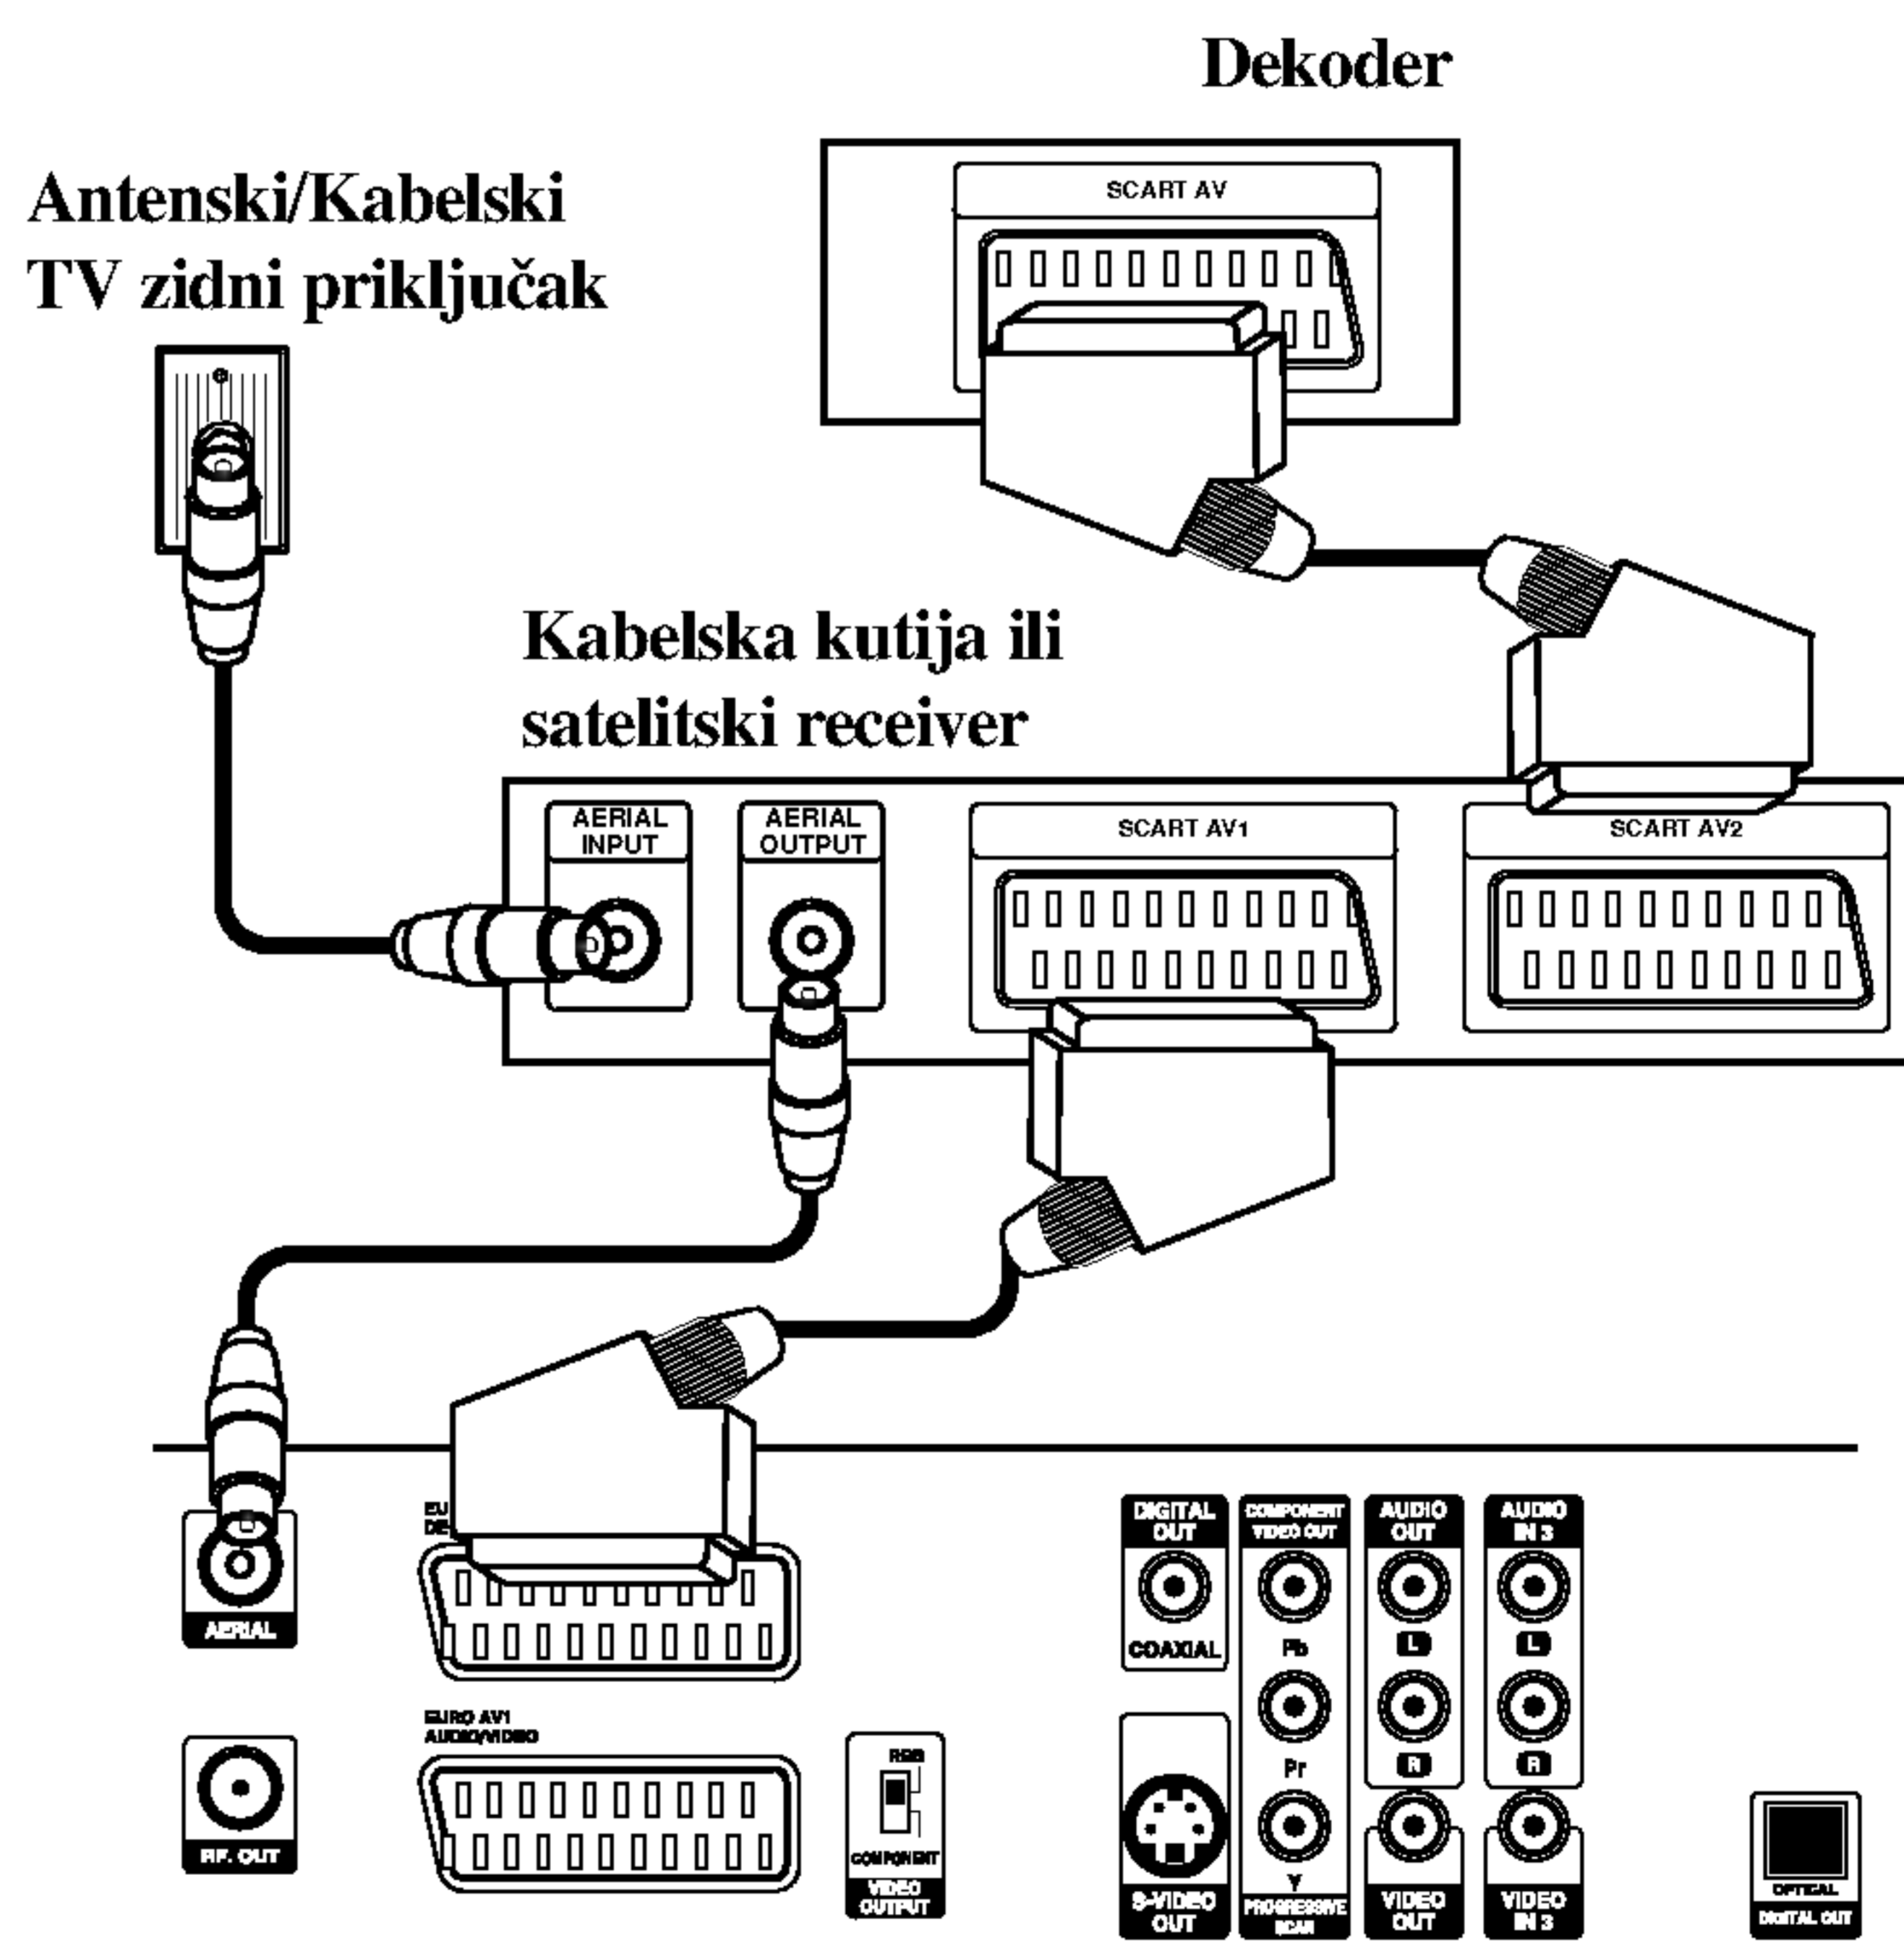 Dekoder
Antenski/Kabelski
TV zidni priključak
SCART AV
Kabelska kutija ili
satelitski receiver
AERIAL
INPUT
AERIAL
OUTPUT
SCART AV1
SCART AV2
EU
DE
AERIAL
DIGITAL
OUT
COAXIAL
COMPONENT
VIDEO OUT
Pb
Pr
Y
PROGRESSIVE
SCAN
AUDIO
OUT
L
R
VIDEO
OUT
AUDIO
IN 3
L
R
VIDEO
IN 3
RF. OUT
EURO AV1
AUDIO/VIDEO
RGB
COMPONENT
VIDEO
OUTPUT
S-VIDEO
OUT
OPTICAL
DIGITAL OUT